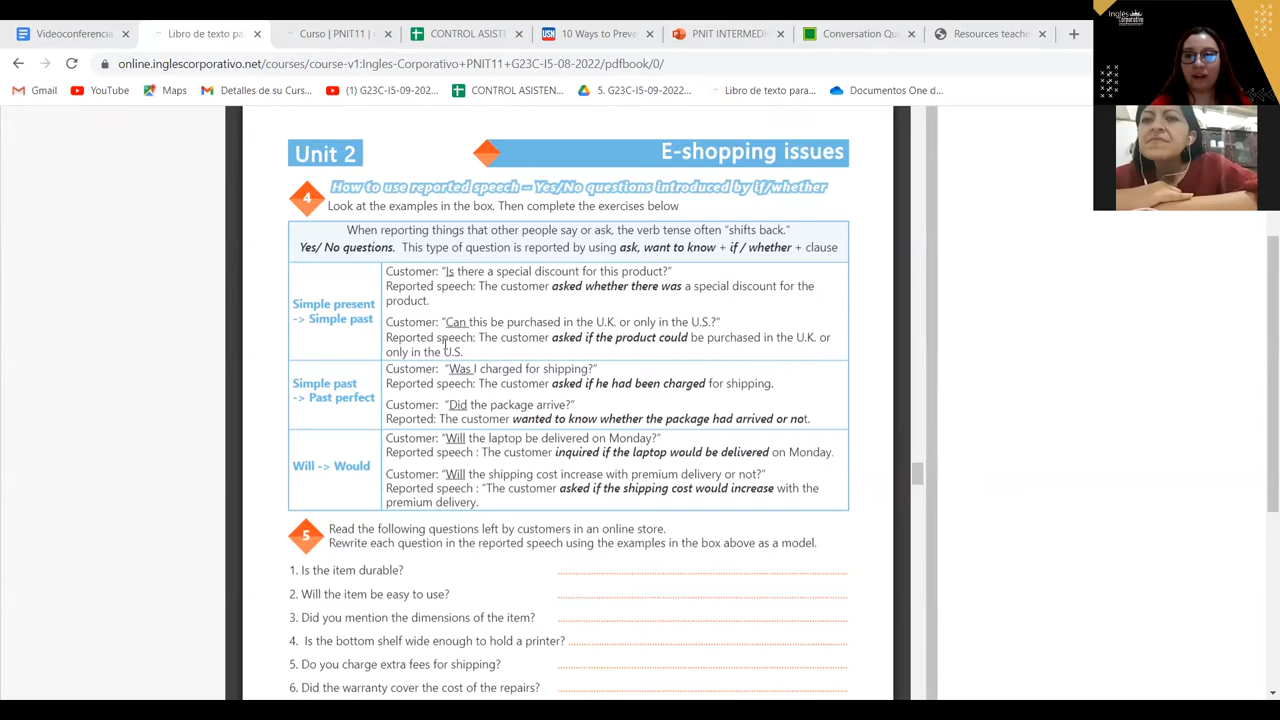 Videoconferencia
Libro de texto pa
Curso | PNIT11 |
CONTROL ASISTE
USN 10 Ways to Preve
PNIT INTERMED
Conversation Qu
Resources teache
Inglés
Corporativo
online.inglescorporativo.net/courses/course-v1:Ingles-Corporativo+PNIT11+G23C-I5-08-2022/pdfbook/0/
Gmail
YouTube
Maps
Detalles de su Curs...
(1) G23C-I5-09-202...
CONTROL ASISTEN...
5. G23C-I5-09-2022...
Libro de texto para...
Documentos One d...
Unit 2
E-shopping issues
4 How to use reported speech – Yes/No questions introduced by if/whether
Look at the examples in the box. Then complete the exercises below
When reporting things that other people say or ask, the verb tense often “shifts back.”
Yes/ No questions. This type of question is reported by using ask, want to know + if / whether + clause
Simple present
-> Simple past
Customer: “Is there a special discount for this product?”
Reported speech: The customer asked whether there was a special discount for the
product.
Customer: “Can this be purchased in the U.K. or only in the U.S.?”
Reported speech: The customer asked if the product could be purchased in the U.K. or
only in the U.S.
Simple past
-> Past perfect
Customer: “Was I charged for shipping?”
Reported speech: The customer asked if he had been charged for shipping.
Customer: “Did the package arrive?”
Reported: The customer wanted to know whether the package had arrived or not.
Will -> Would
Customer: “Will the laptop be delivered on Monday?”
Reported speech : The customer inquired if the laptop would be delivered on Monday.
Customer: “Will the shipping cost increase with premium delivery or not?”
Reported speech : “The customer asked if the shipping cost would increase with the
premium delivery.
5 Read the following questions left by customers in an online store.
Rewrite each question in the reported speech using the examples in the box above as a model.
1. Is the item durable?
2. Will the item be easy to use?
3. Did you mention the dimensions of the item?
4. Is the bottom shelf wide enough to hold a printer?
5. Do you charge extra fees for shipping?
6. Did the warranty cover the cost of the repairs?